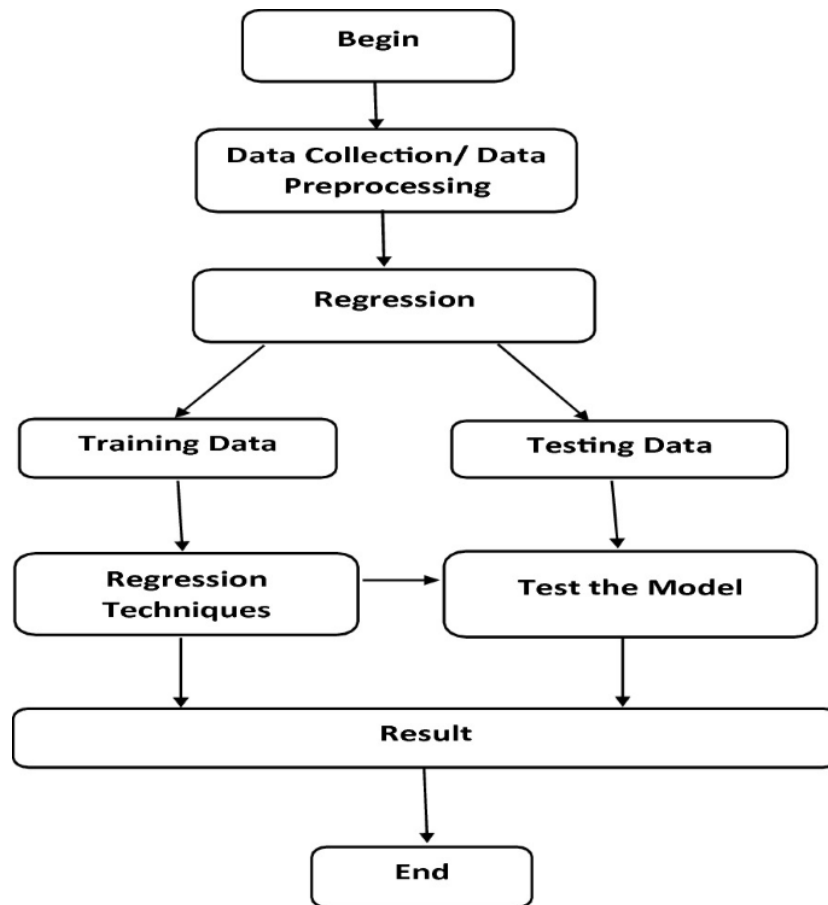 Begin
Data Collection/ Data
Preprocessing
Regression
Training Data
Testing Data
Regression
Techniques
Test the Model
Result
End